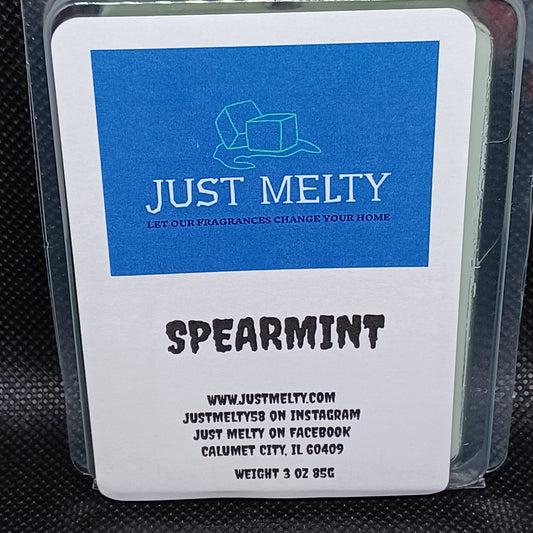 JUST MELTY
LET OUR FRAGRANCES CHANGE YOUR HOME
SPEARMINT
WWW.JUSTMELTY.COM
JUSTMELTY58 ON INSTAGRAM
JUST MELTY ON FACEBOOK
CALUMET CITY, IL 60409
WEIGHT 3 OZ 85G